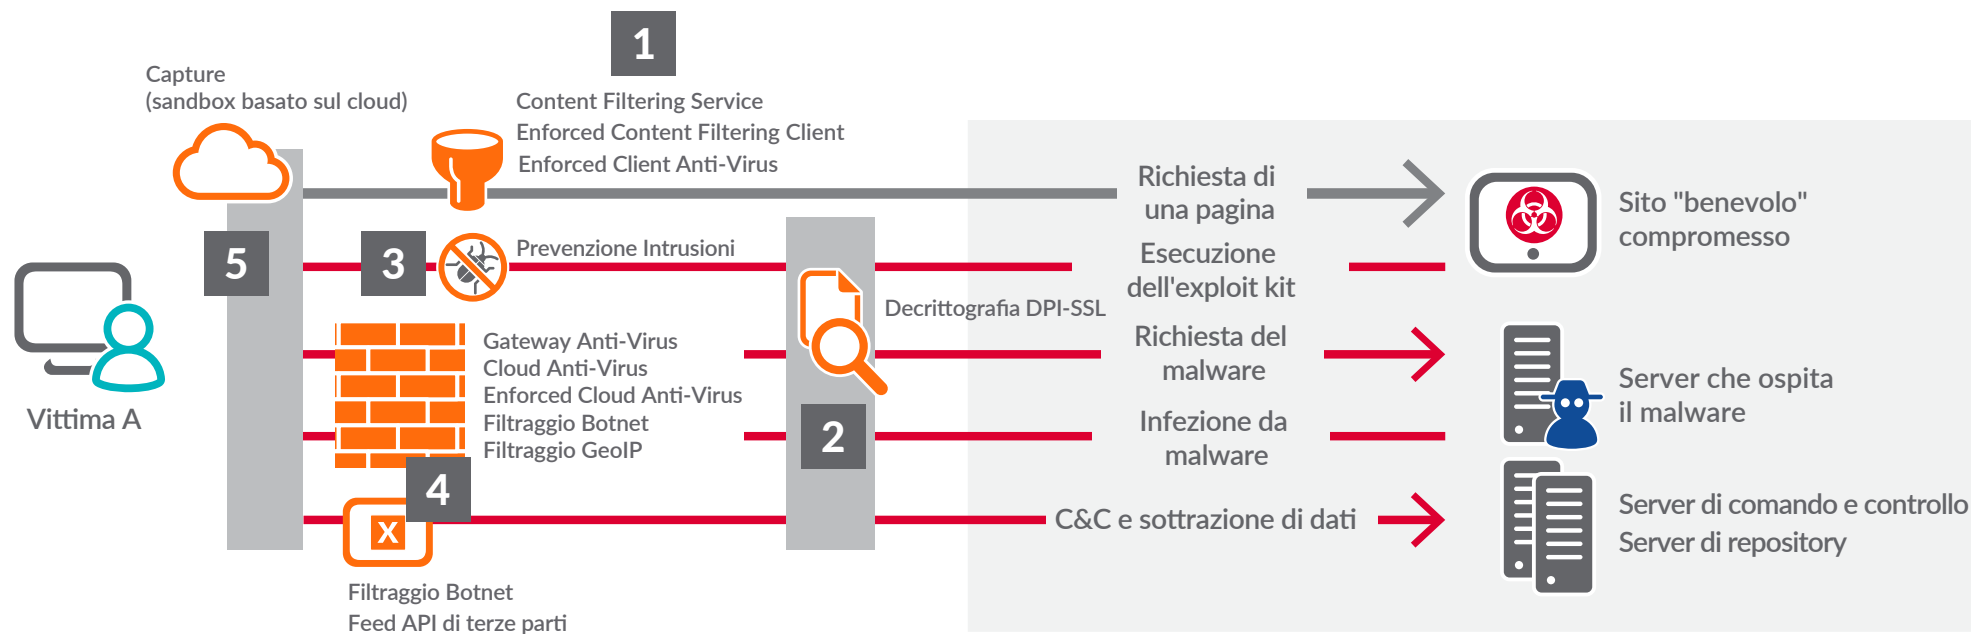 1
Capture
(sandbox basato sul cloud)
Content Filtering Service
Enforced Content Filtering Client
Enforced Client Anti-Virus
Richiesta di
una pagina
Sito "benevolo"
compromesso
5
3
Prevenzione Intrusioni
Esecuzione
dell'exploit kit
Decrittografia DPI-SSL
Gateway Anti-Virus
Cloud Anti-Virus
Enforced Cloud Anti-Virus
Filtraggio Botnet
Filtraggio GeoIP
Richiesta del
malware
Server che ospita
il malware
Vittima A
2
Infezione da
malware
4
X
C&C e sottrazione di dati
Server di comando e controllo
Server di repository
Filtraggio Botnet
Feed API di terze parti